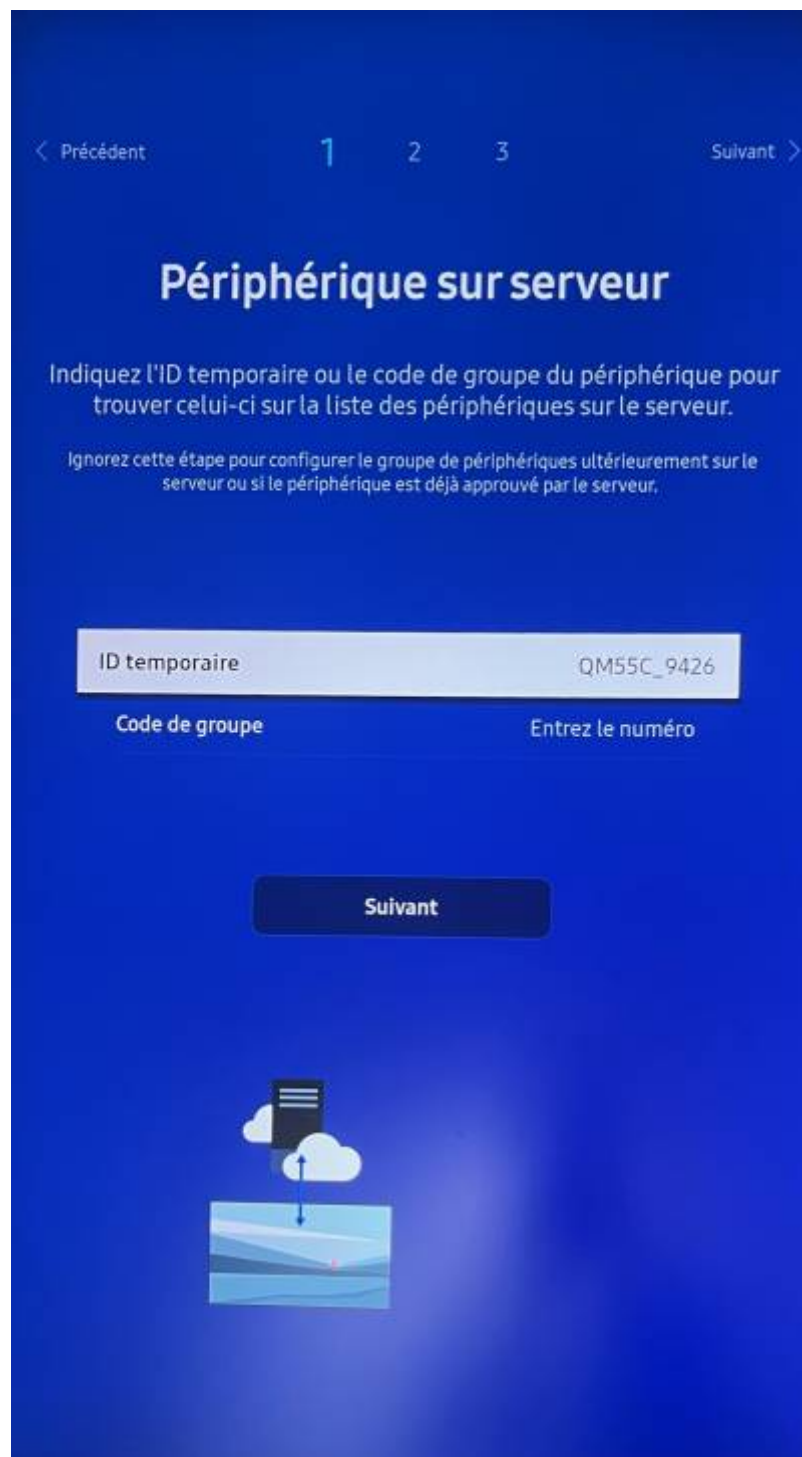 < Précédent 1 2 3 Suivant >
Périphérique sur serveur
Indiquez l'ID temporaire ou le code de groupe du périphérique pour
trouver celui-ci sur la liste des périphériques sur le serveur.
Ignorez cette étape pour configurer le groupe de périphériques ultérieurement sur le
serveur ou si le périphérique est déjà approuvé par le serveur.
ID temporaire QM55C_9426
Code de groupe Entrez le numéro
Suivant